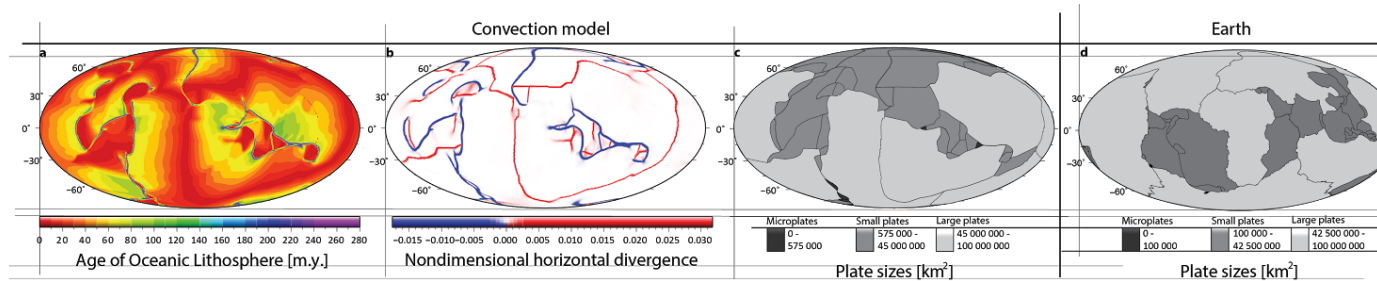 Convection model
Earth
a
60°
30°
0°
−30°
−60°
0 20 40 60 80 100 120 140 160 180 200 220 240 260 280
Age of Oceanic Lithosphere [m.y.]
b
60°
30°
0°
−30°
−60°
−0.015 −0.010 −0.005 0.000 0.005 0.010 0.015 0.020 0.025 0.030
Nondimensional horizontal divergence
c
60°
30°
0°
−30°
−60°
Microplates Small plates Large plates
0 - 575 000 - 45 000 000 -
575 000 45 000 000 100 000 000
Plate sizes [km²]
d
60°
30°
0°
−30°
−60°
Microplates Small plates Large plates
0 - 100 000 - 42 500 000 -
100 000 42 500 000 100 000 000
Plate sizes [km²]